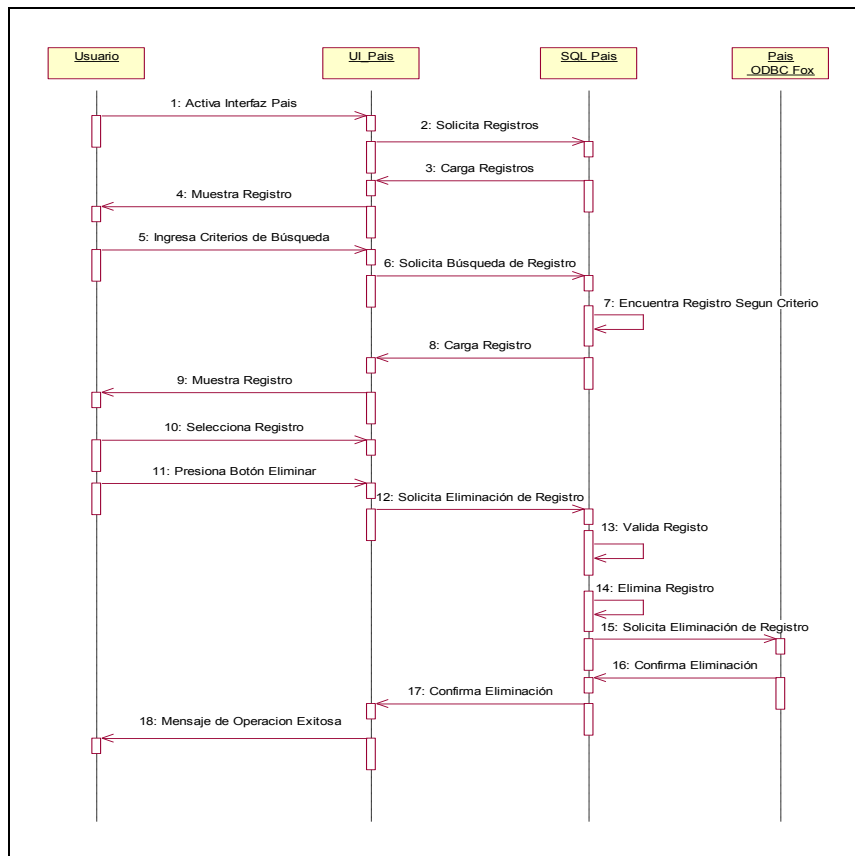 Usuario
UI_Pais
SQL Pais
Pais
ODBC Fox
1: Activa Interfaz Pais
2: Solicita Registros
3: Carga Registros
4: Muestra Registro
5: Ingresa Criterios de Búsqueda
6: Solicita Búsqueda de Registro
7: Encuentra Registro Segun Criterio
8: Carga Registro
9: Muestra Registro
10: Selecciona Registro
11: Presiona Botón Eliminar
12: Solicita Eliminación de Registro
13: Valida Registo
14: Elimina Registro
15: Solicita Eliminación de Registro
16: Confirma Eliminación
17: Confirma Eliminación
18: Mensaje de Operacion Exitosa